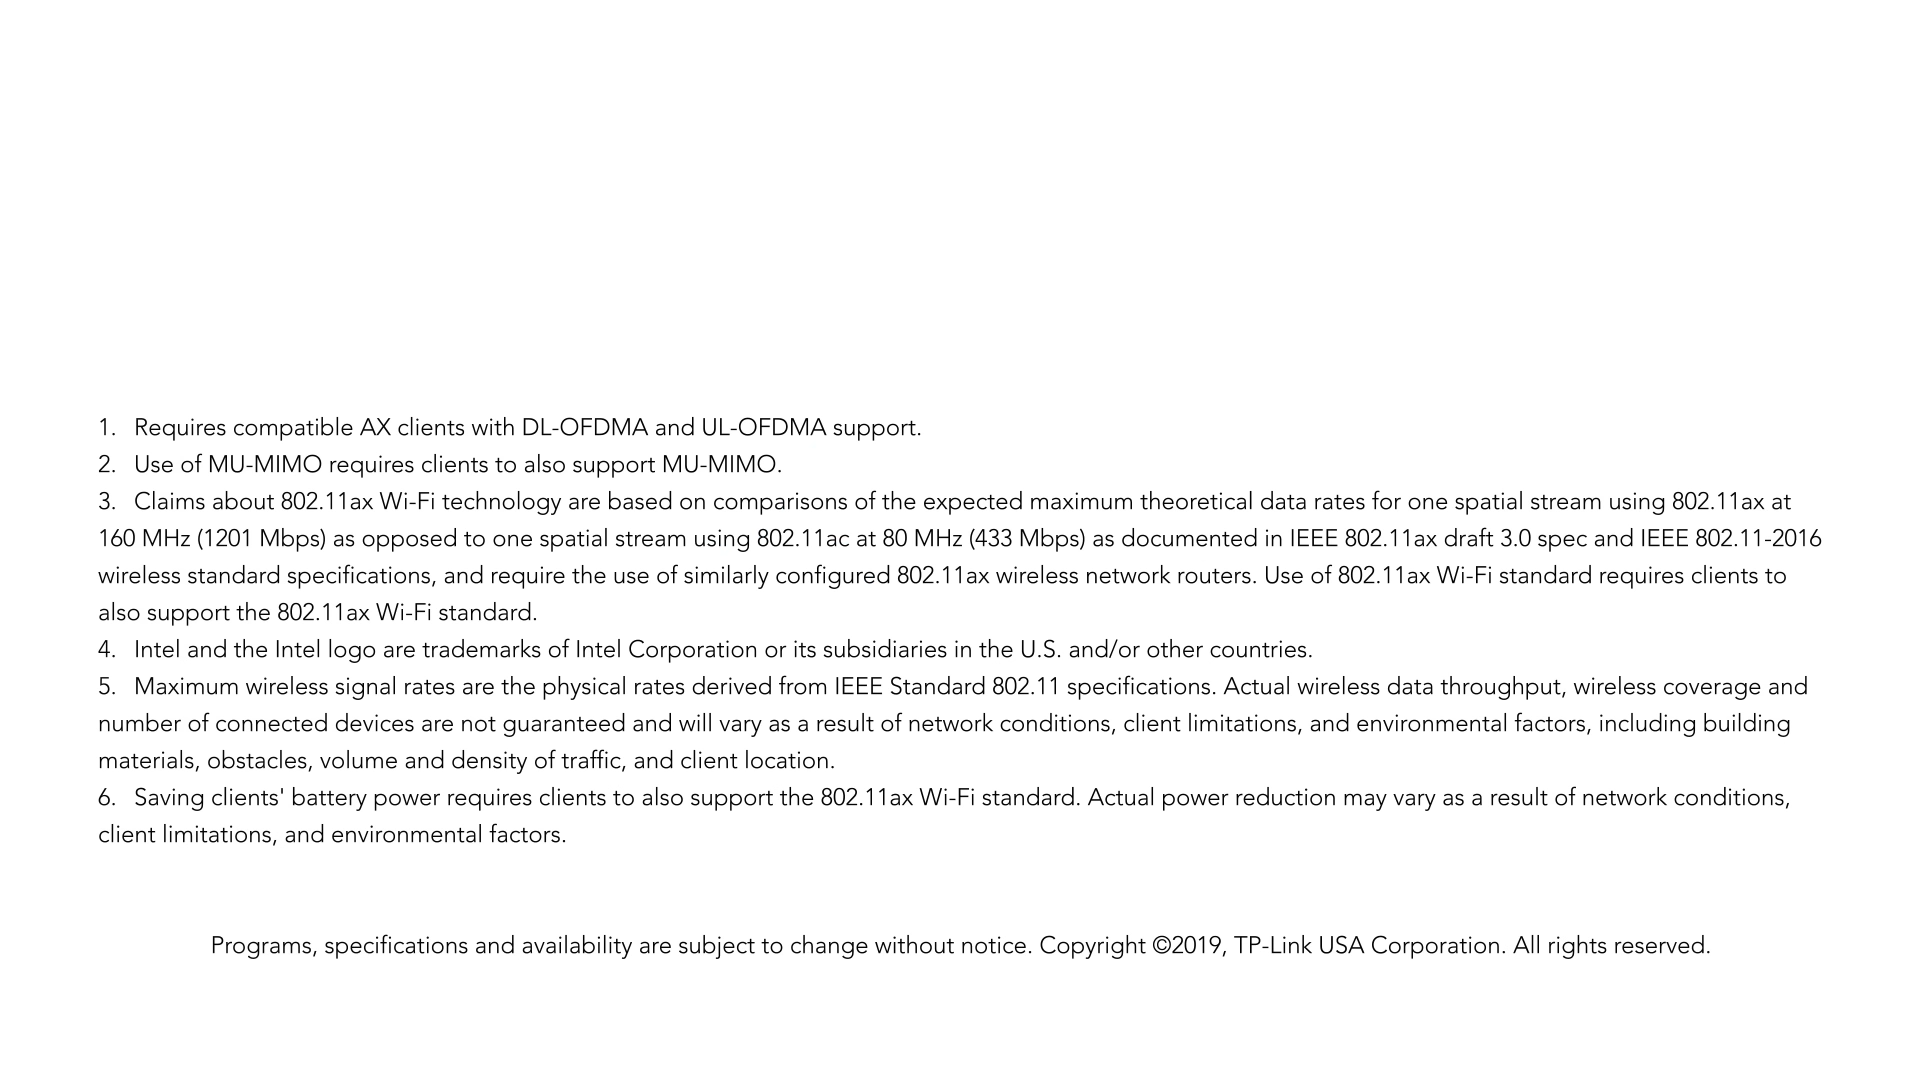 1. Requires compatible AX clients with DL-OFDMA and UL-OFDMA support.
2. Use of MU-MIMO requires clients to also support MU-MIMO.
3. Claims about 802.11ax Wi-Fi technology are based on comparisons of the expected maximum theoretical data rates for one spatial stream using 802.11ax at
160 MHz (1201 Mbps) as opposed to one spatial stream using 802.11ac at 80 MHz (433 Mbps) as documented in IEEE 802.11ax draft 3.0 spec and IEEE 802.11-2016
wireless standard specifications, and require the use of similarly configured 802.11ax wireless network routers. Use of 802.11ax Wi-Fi standard requires clients to
also support the 802.11ax Wi-Fi standard.
4. Intel and the Intel logo are trademarks of Intel Corporation or its subsidiaries in the U.S. and/or other countries.
5. Maximum wireless signal rates are the physical rates derived from IEEE Standard 802.11 specifications. Actual wireless data throughput, wireless coverage and
number of connected devices are not guaranteed and will vary as a result of network conditions, client limitations, and environmental factors, including building
materials, obstacles, volume and density of traffic, and client location.
6. Saving clients' battery power requires clients to also support the 802.11ax Wi-Fi standard. Actual power reduction may vary as a result of network conditions,
client limitations, and environmental factors.
Programs, specifications and availability are subject to change without notice. Copyright ©2019, TP-Link USA Corporation. All rights reserved.